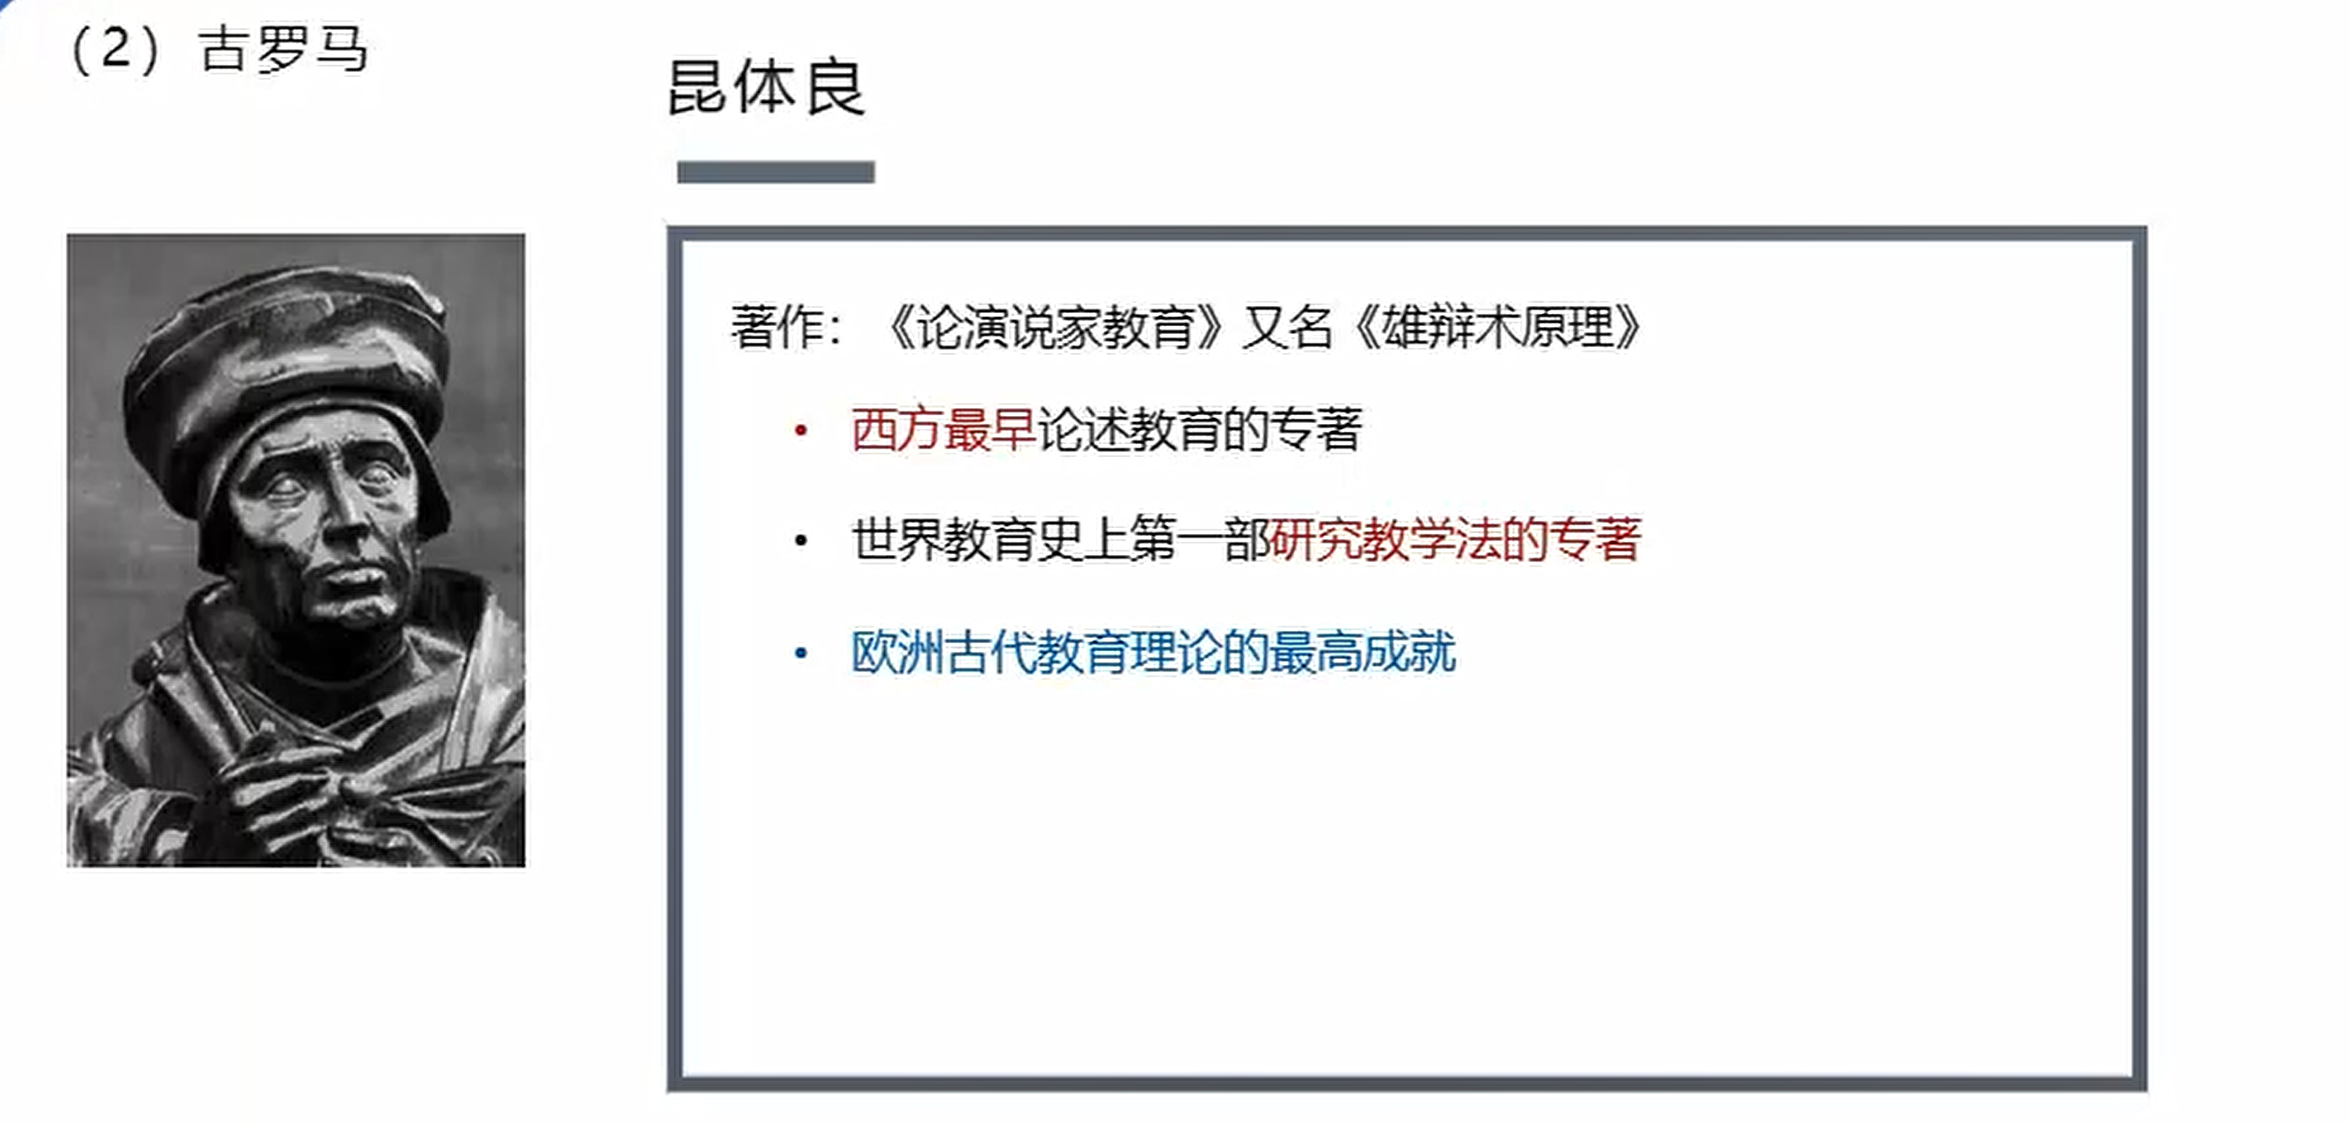 （2）古罗马
昆体良
著作：《论演说家教育》又名《雄辩术原理》
• 西方最早论述教育的专著
• 世界教育史上第一部研究教学法的专著
• 欧洲古代教育理论的最高成就